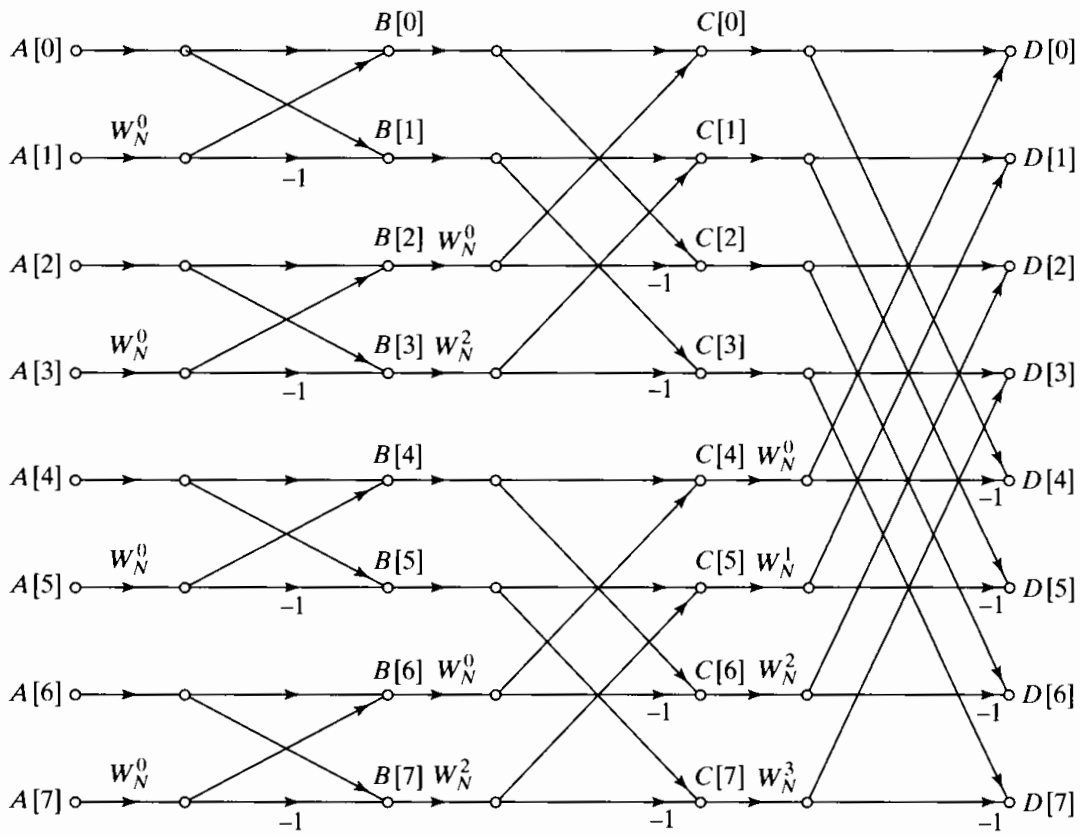 B[0] C[0]
A[0] D[0]
W_N^0 B[1] C[1]
A[1] D[1]
-1
B[2] W_N^0 C[2]
A[2] D[2]
-1
W_N^0 B[3] W_N^2 C[3]
A[3] D[3]
-1 -1
B[4] C[4] W_N^0
A[4] D[4]
-1
W_N^0 B[5] C[5] W_N^1
A[5] D[5]
-1 -1
B[6] W_N^0 C[6] W_N^2
A[6] D[6]
-1 -1
W_N^0 B[7] W_N^2 C[7] W_N^3
A[7] D[7]
-1 -1 -1